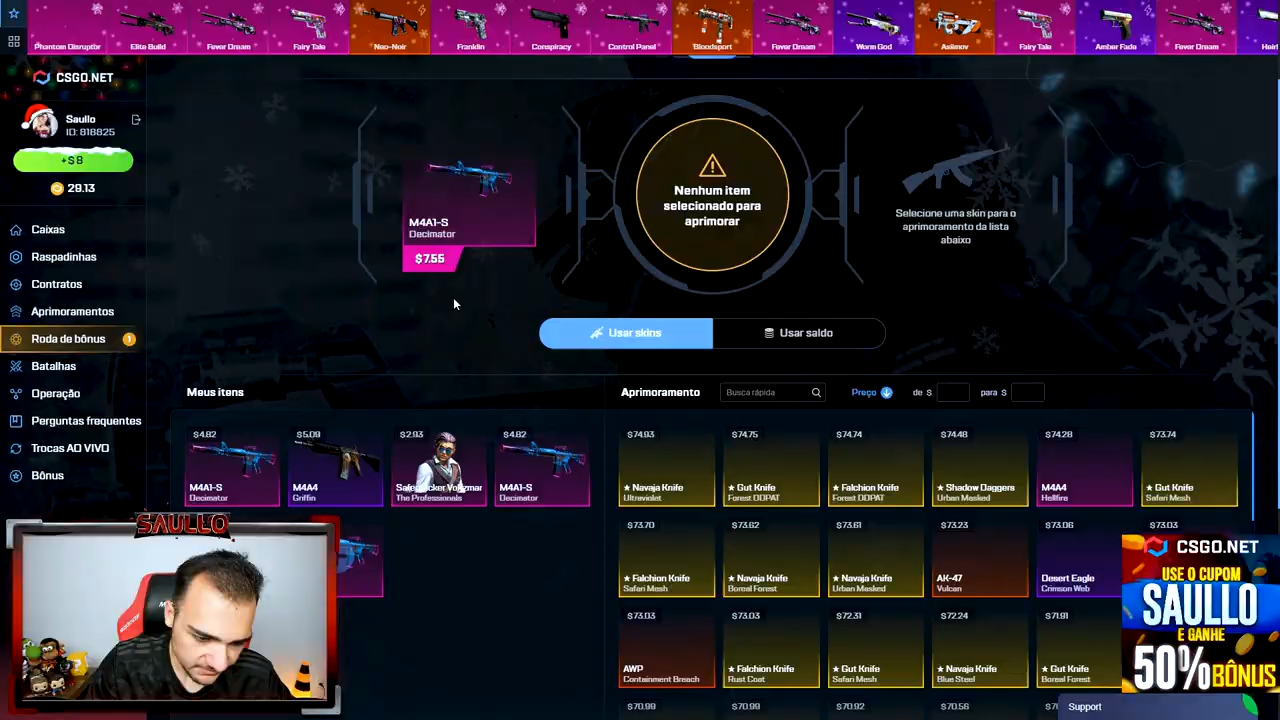 Phantom Disruptor
Elite Build
Fever Dream
Fairy Tale
Neo-Noir
Franklin
Conspiracy
Control Panel
Bloodsport
Fever Dream
Worm God
Asiimov
Fairy Tale
Amber Fade
Fever Dream
CSGO.NET
Saullo
ID: 818825
+$8
29.13
Caixas
Raspadinhas
Contratos
Aprimoramentos
Roda de bônus 1
Batalhas
Operação
Perguntas frequentes
Trocas AO VIVO
Bônus
M4A1-S
Decimator
$7.55
Nenhum item
selecionado para
aprimorar
Selecione uma skin para o
aprimoramento da lista
abaixo
Usar skins
Usar saldo
Meus itens
$4.82
M4A1-S
Decimator
$5.09
M4A4
Griffin
$2.93
The Professionals
$4.82
M4A1-S
Decimator
Aprimoramento
Busca rápida
Preço
de $
para $
$74.93
★ Navaja Knife
Ultraviolet
$74.75
★ Gut Knife
Forest DDPAT
$74.74
★ Falchion Knife
Forest DDPAT
$74.48
★ Shadow Daggers
Urban Masked
$74.28
M4A4
Hellfire
$73.74
★ Gut Knife
Safari Mesh
$73.70
★ Falchion Knife
Safari Mesh
$73.62
★ Navaja Knife
Boreal Forest
$73.61
★ Navaja Knife
Urban Masked
$73.23
AK-47
Vulcan
$73.06
Desert Eagle
Crimson Web
$73.03
$73.03
AWP
Containment Breach
$73.03
★ Falchion Knife
Rust Coat
$72.31
★ Gut Knife
Safari Mesh
$72.24
★ Navaja Knife
Blue Steel
$71.91
★ Gut Knife
Boreal Forest
$70.99
$70.99
$70.92
$70.56
SAULLO
CSGO.NET
USE O CUPOM
SAULLO
E GANHE
50% BÔNUS
Support